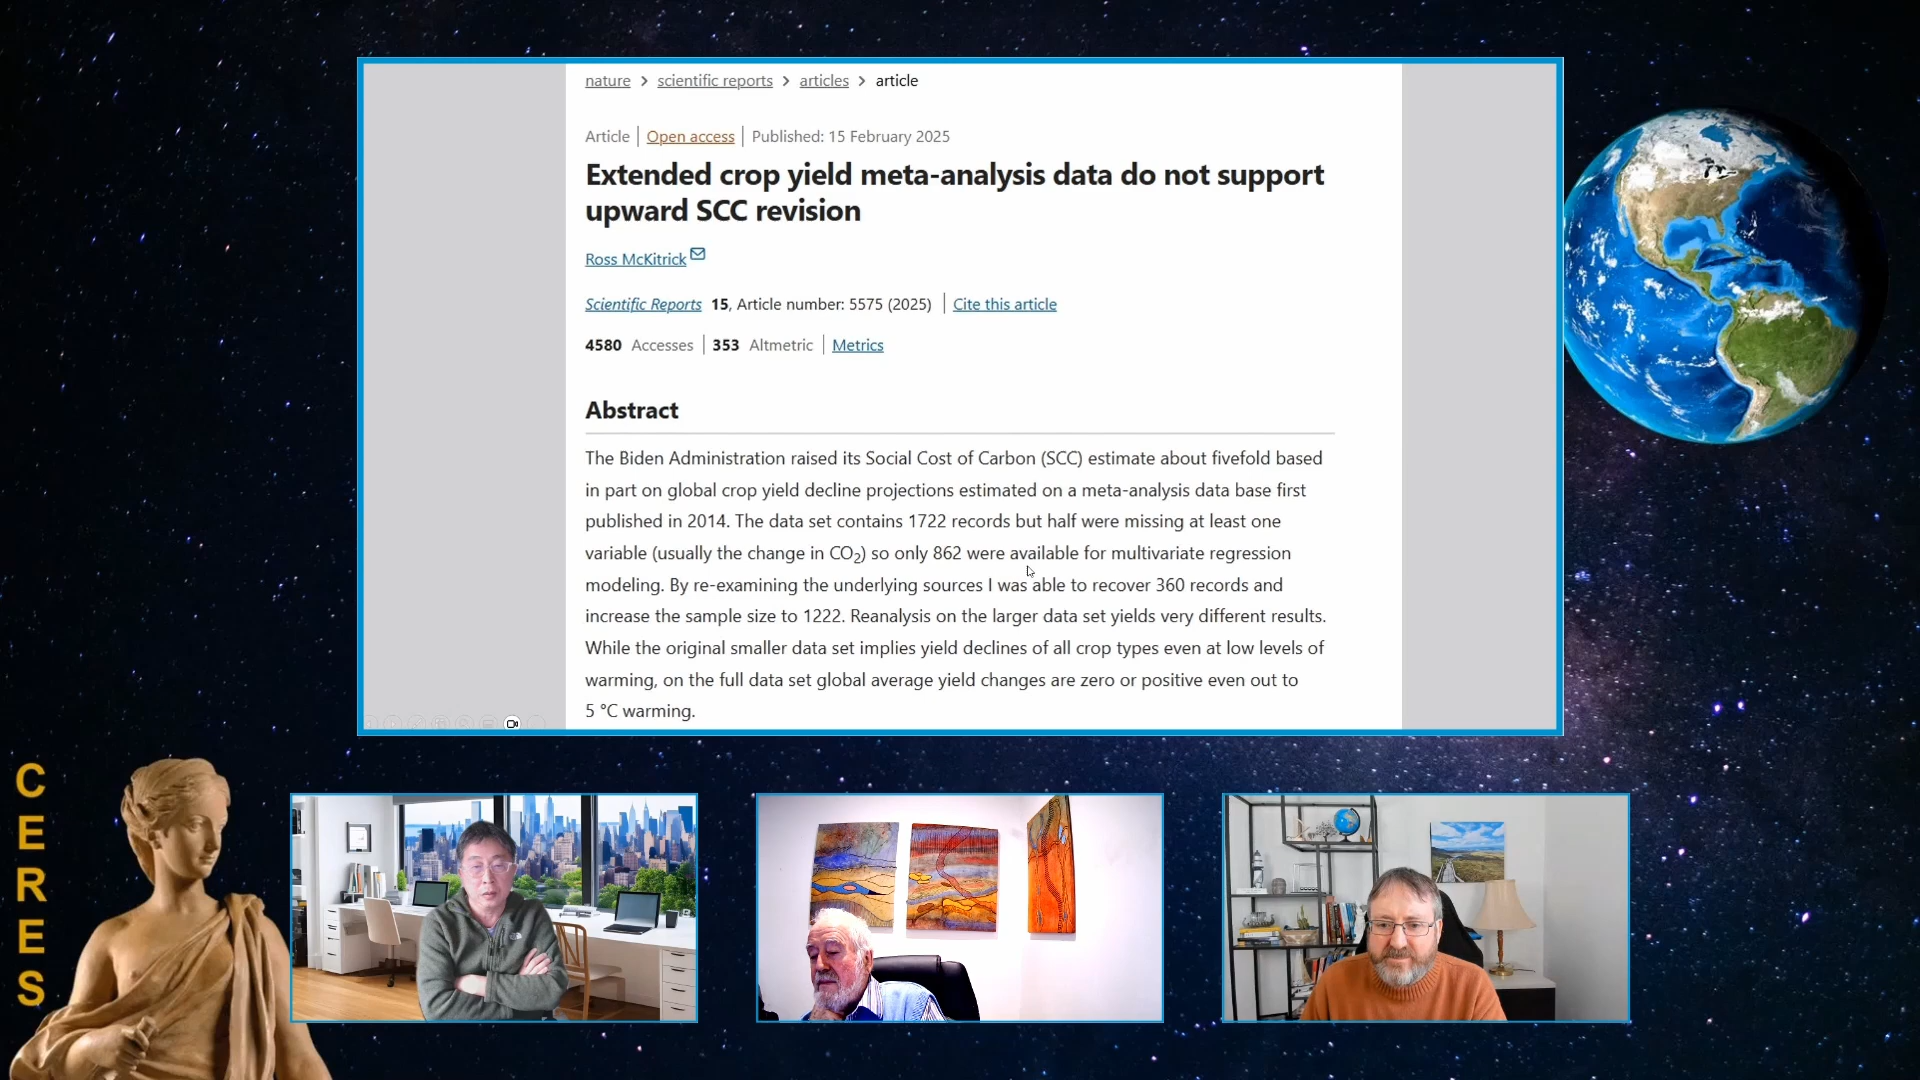 nature > scientific reports > articles > article
Article | Open access | Published: 15 February 2025
Extended crop yield meta-analysis data do not support
upward SCC revision
Ross McKitrick
Scientific Reports 15, Article number: 5575 (2025) | Cite this article
4580 Accesses | 353 Altmetric | Metrics
Abstract
The Biden Administration raised its Social Cost of Carbon (SCC) estimate about fivefold based
in part on global crop yield decline projections estimated on a meta-analysis data base first
published in 2014. The data set contains 1722 records but half were missing at least one
variable (usually the change in CO₂) so only 862 were available for multivariate regression
modeling. By re-examining the underlying sources I was able to recover 360 records and
increase the sample size to 1222. Reanalysis on the larger data set yields very different results.
While the original smaller data set implies yield declines of all crop types even at low levels of
warming, on the full data set global average yield changes are zero or positive even out to
5 °C warming.
CERES